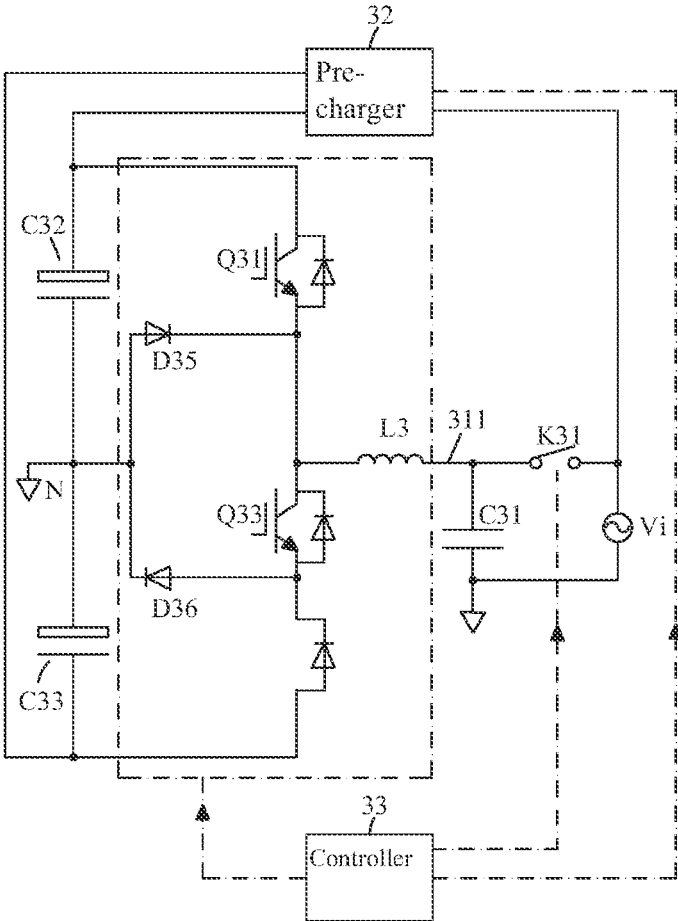 32
Pre-
charger
C32
Q31
D35
L3
311
K31
N
Q33
C31
Vi
D36
C33
33
Controller